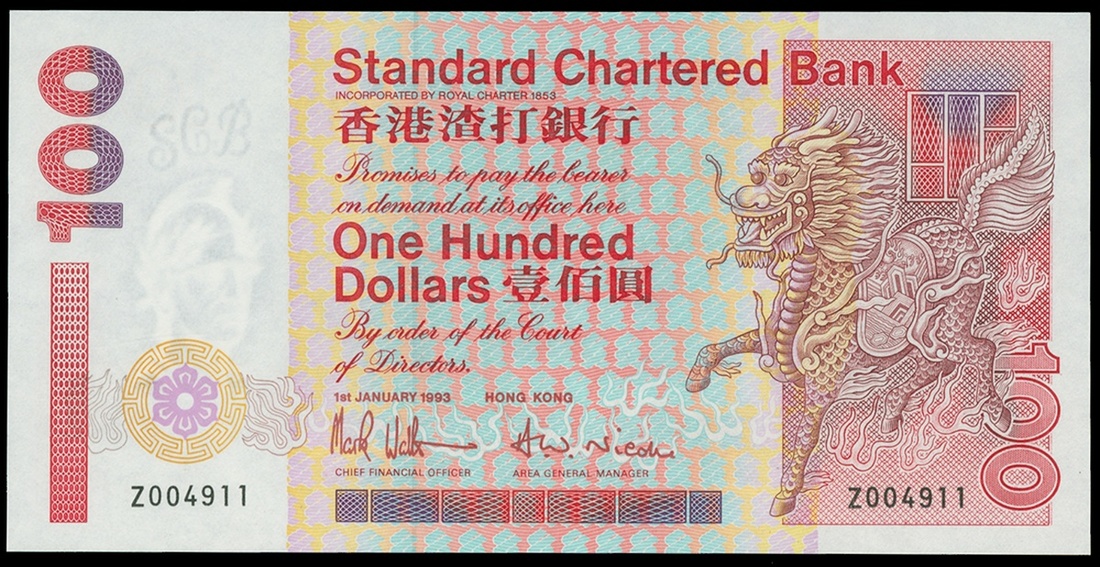 100
SCB
Standard Chartered Bank
INCORPORATED BY ROYAL CHARTER 1853
香港渣打銀行
Promises to pay the bearer
on demand at its office here
One Hundred
Dollars 壹佰圓
By order of the Court
of Directors.
1st JANUARY 1993 HONG KONG
CHIEF FINANCIAL OFFICER AREA GENERAL MANAGER
Z004911
Z004911
100